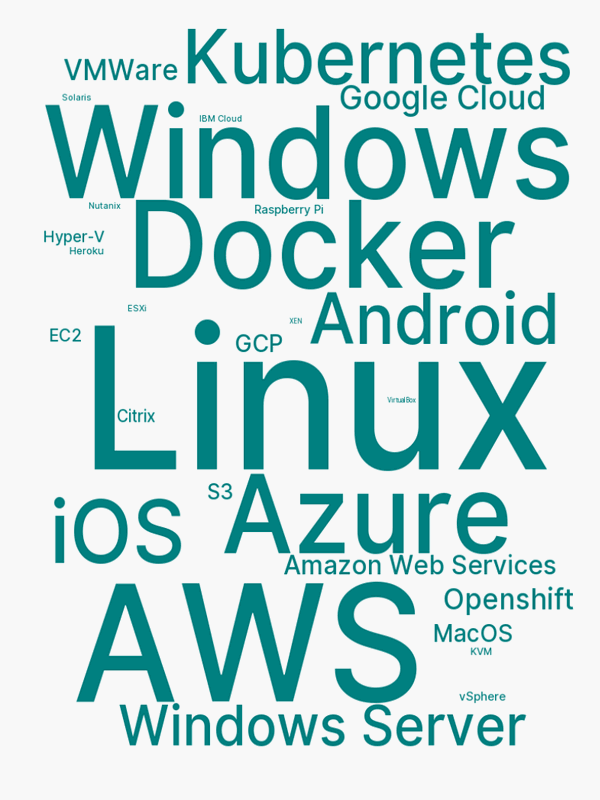 Kubernetes
VMWare
Google Cloud
Solaris
Windows
IBM Cloud
Nutanix
Raspberry Pi
Docker
Hyper-V
Heroku
Android
ESXi
XEN
EC2
GCP
Linux
VirtualBox
Citrix
S3
Azure
iOS
Amazon Web Services
AWS
Openshift
MacOS
KVM
vSphere
Windows Server